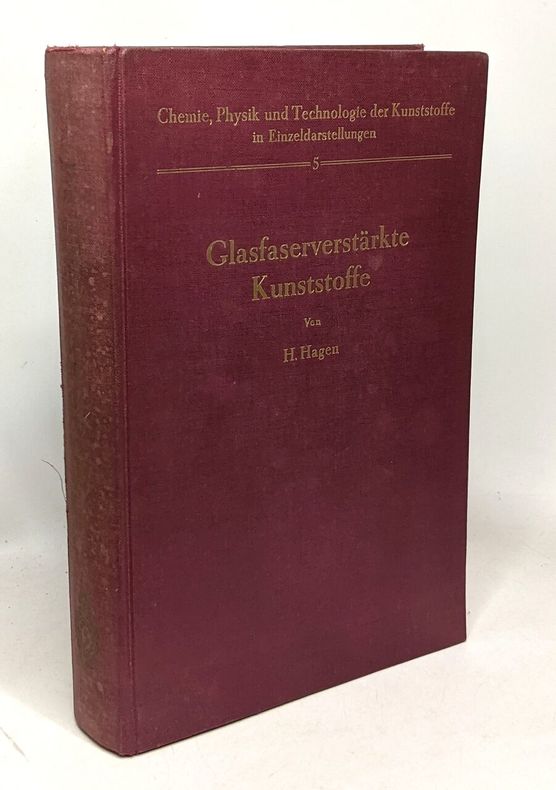 Chemie, Physik und Technologie der Kunststoffe
in Einzeldarstellungen
5
Glasfaserverstärkte
Kunststoffe
Von
H. Hagen